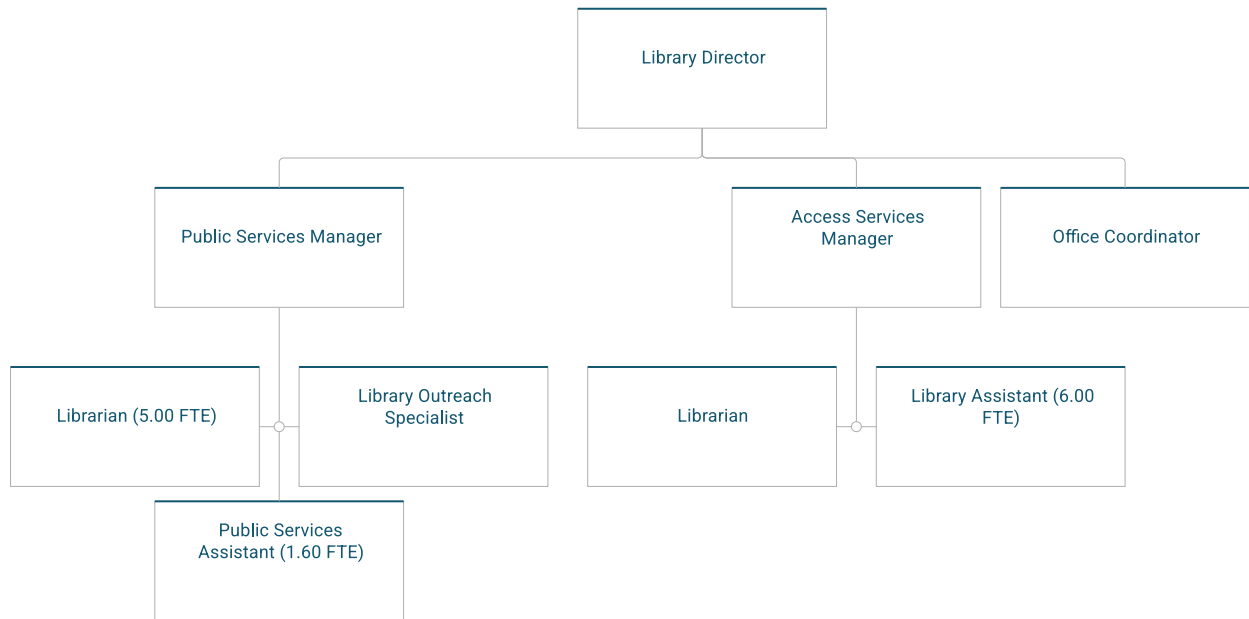 Library Director
Public Services Manager
Access Services
Manager
Office Coordinator
Librarian (5.00 FTE)
Library Outreach
Specialist
Librarian
Library Assistant (6.00
FTE)
Public Services
Assistant (1.60 FTE)